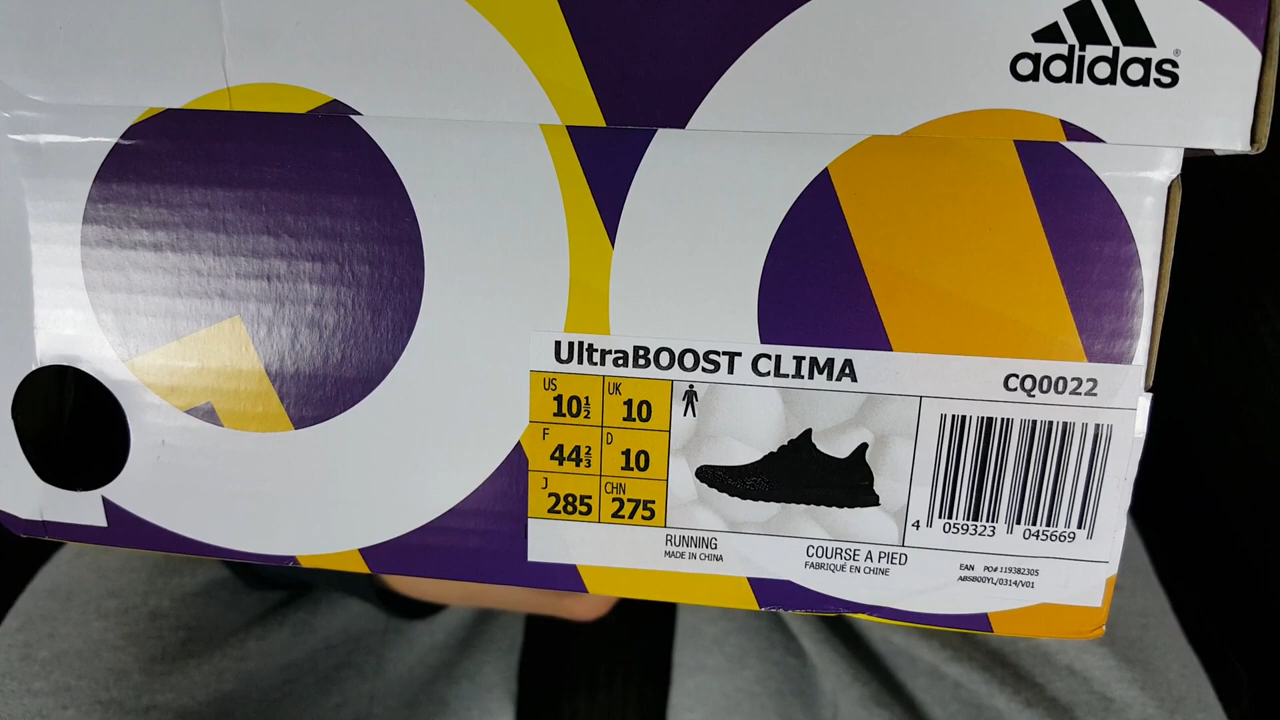 adidas
UltraBOOST CLIMA
CQ0022
US 10½ UK 10
F 44⅔ D 10
J 285 CHN 275
4 059323 045669
RUNNING
MADE IN CHINA
COURSE A PIED
FABRIQUÉ EN CHINE
EAN PO# 119382305
ABSB00YL/0314/V01